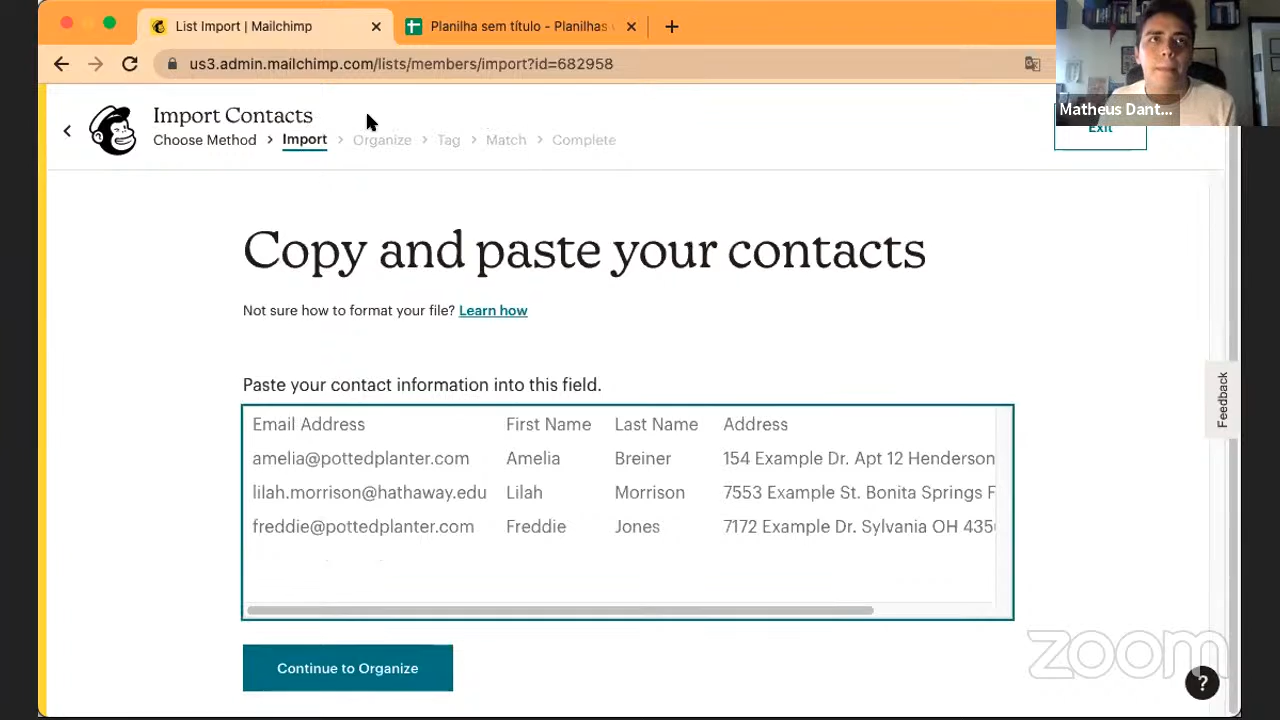 List Import | Mailchimp
Planilha sem título - Planilhas
us3.admin.mailchimp.com/lists/members/import?id=682958
Matheus Dant...
Import Contacts
Exit
Choose Method > Import > Organize > Tag > Match > Complete
Copy and paste your contacts
Not sure how to format your file? Learn how
Feedback
Paste your contact information into this field.
Email Address First Name Last Name Address
amelia@pottedplanter.com Amelia Breiner 154 Example Dr. Apt 12 Henderson
lilah.morrison@hathaway.edu Lilah Morrison 7553 Example St. Bonita Springs F
freddie@pottedplanter.com Freddie Jones 7172 Example Dr. Sylvania OH 435
Continue to Organize
zoom
?